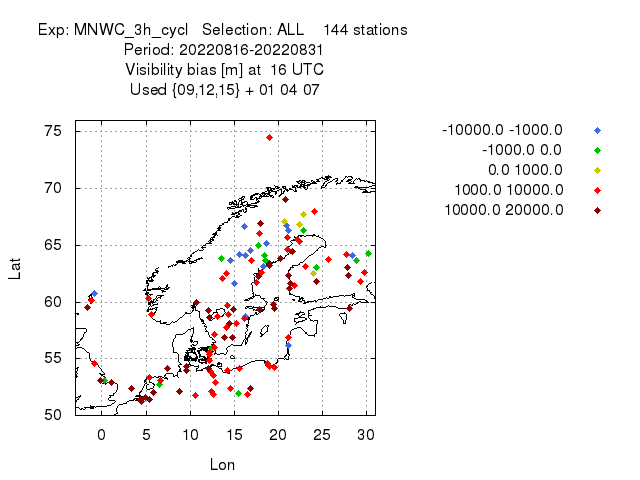 Exp: MNWC_3h_cycl Selection: ALL 144 stations
Period: 20220816-20220831
Visibility bias [m] at 16 UTC
Used {09,12,15} + 01 04 07
-10000.0 -1000.0
-1000.0 0.0
0.0 1000.0
1000.0 10000.0
10000.0 20000.0
75
70
65
60
55
50
Lat
0 5 10 15 20 25 30
Lon